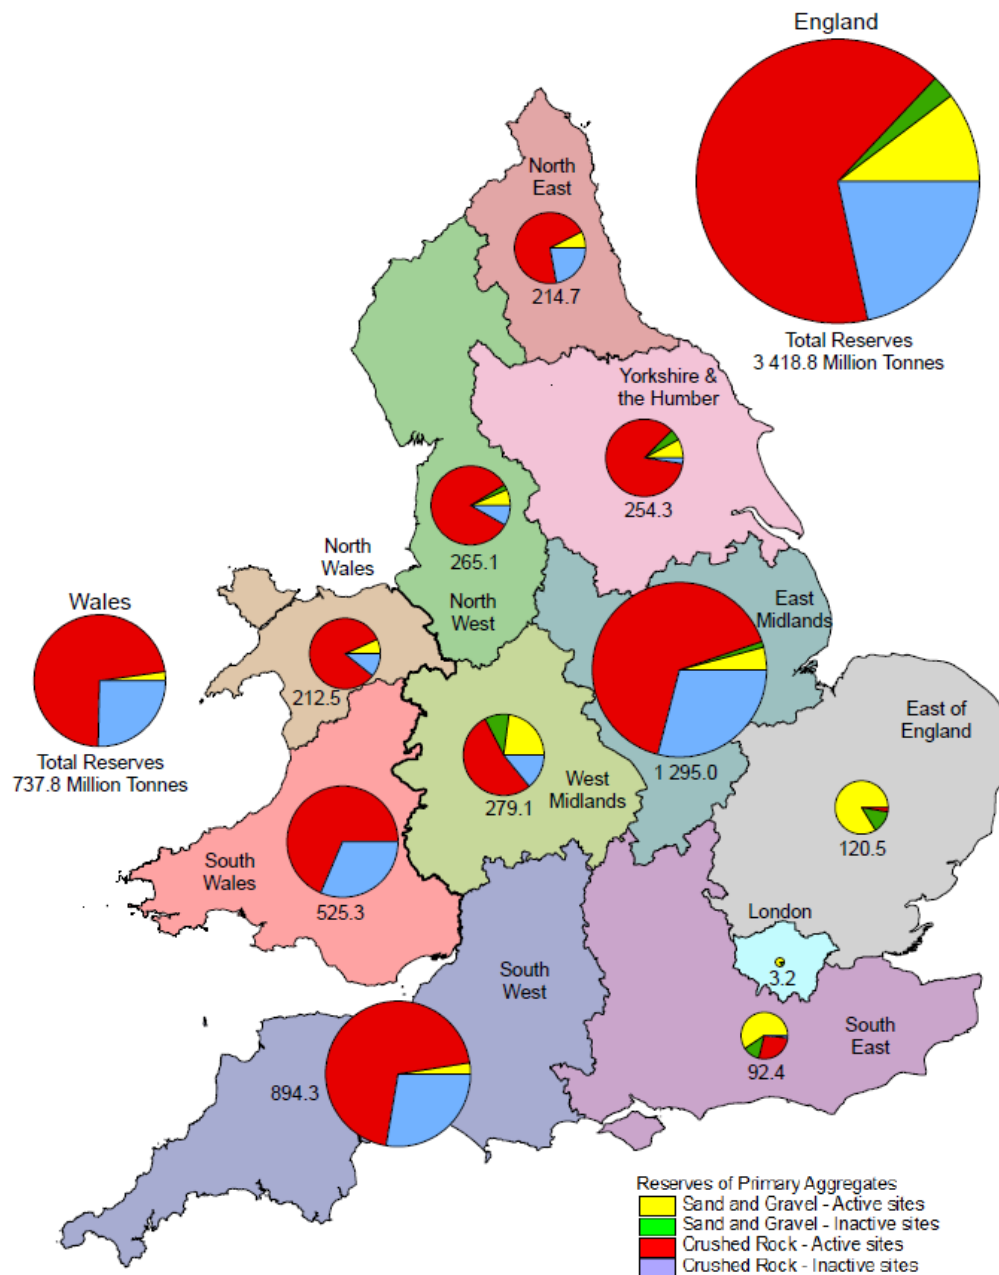 England
North
East
214.7
Total Reserves
3 418.8 Million Tonnes
Yorkshire &
the Humber
254.3
265.1
North
West
North
Wales
212.5
Wales
Total Reserves
737.8 Million Tonnes
East
Midlands
1 295.0
East of
England
120.5
West
Midlands
279.1
South
Wales
525.3
London
3.2
South
West
894.3
South
East
92.4
Reserves of Primary Aggregates
Sand and Gravel - Active sites
Sand and Gravel - Inactive sites
Crushed Rock - Active sites
Crushed Rock - Inactive sites